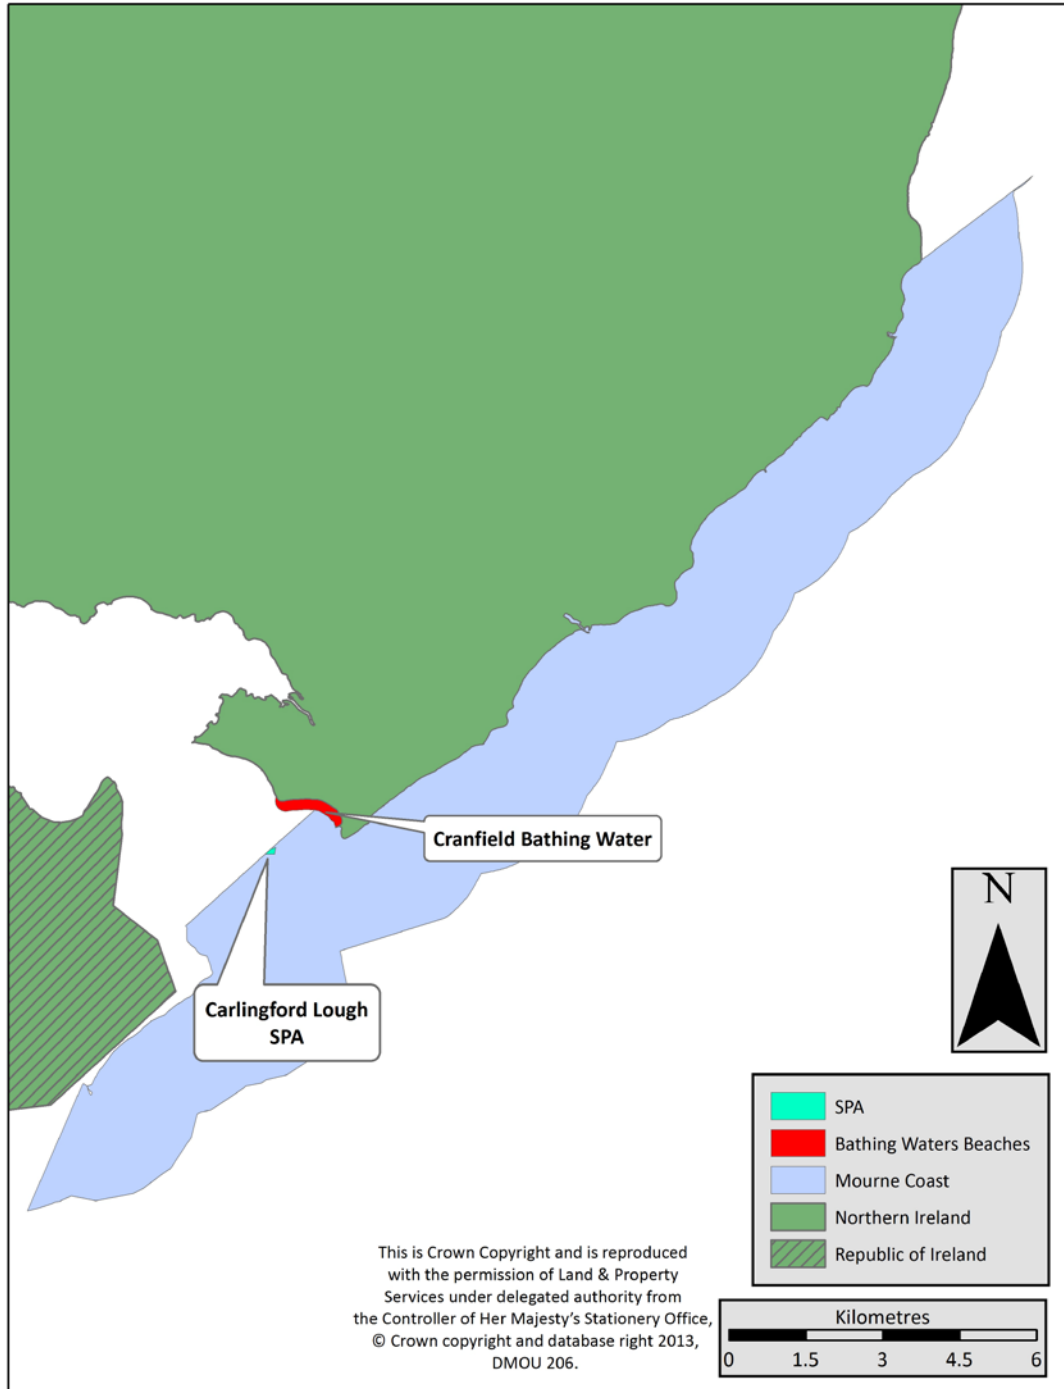 Cranfield Bathing Water
Carlingford Lough
SPA
N
SPA
Bathing Waters Beaches
Mourne Coast
Northern Ireland
Republic of Ireland
This is Crown Copyright and is reproduced
with the permission of Land & Property
Services under delegated authority from
the Controller of Her Majesty's Stationery Office,
© Crown copyright and database right 2013,
DMOU 206.
Kilometres
0 1.5 3 4.5 6